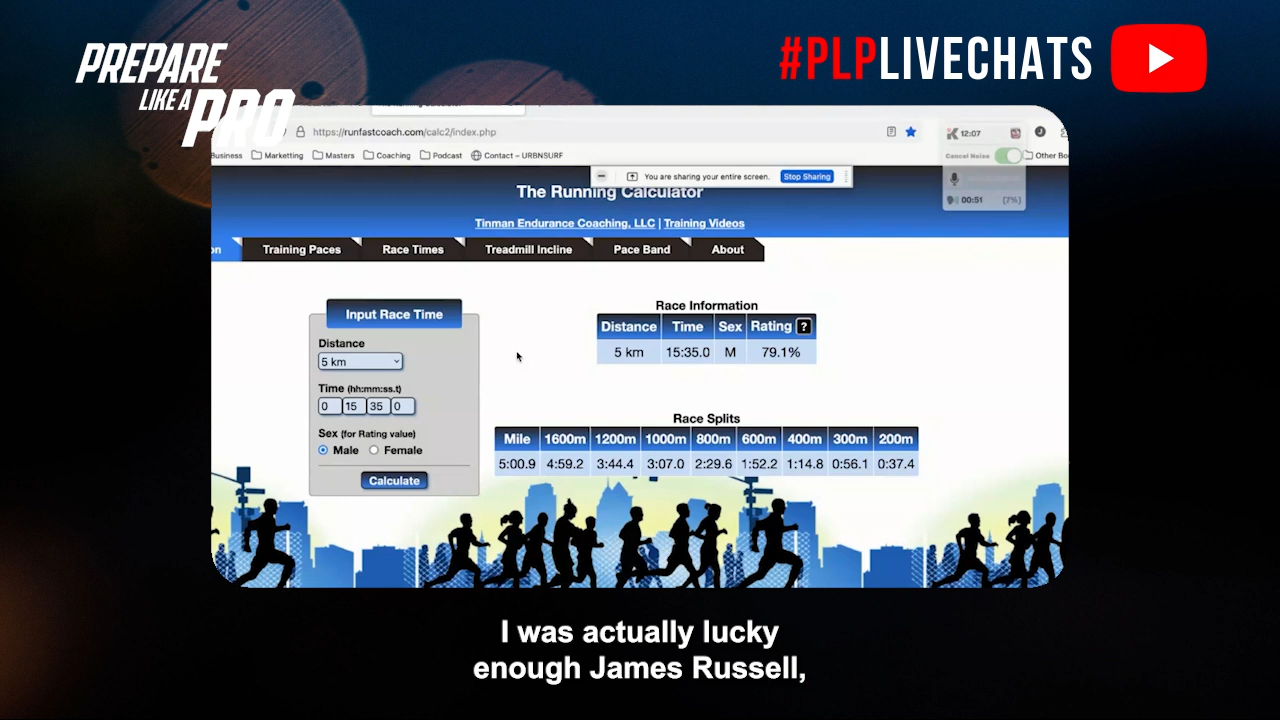 PREPARE
LIKE A
PRO
#PLPLIVECHATS
https://runfastcoach.com/calc2/index.php
12:07
Business Marketing Masters Coaching Podcast Contact – URBNSURF
Cancel Noise
Other Bo
You are sharing your entire screen. Stop Sharing
00:51 (7%)
The Running Calculator
Tinman Endurance Coaching, LLC | Training Videos
on Training Paces Race Times Treadmill Incline Pace Band About
Input Race Time
Distance
5 km
Time (hh:mm:ss.t)
0 15 35 0
Sex (for Rating value)
Male Female
Calculate
Race Information
Distance Time Sex Rating ?
5 km 15:35.0 M 79.1%
Race Splits
Mile 1600m 1200m 1000m 800m 600m 400m 300m 200m
5:00.9 4:59.2 3:44.4 3:07.0 2:29.6 1:52.2 1:14.8 0:56.1 0:37.4
I was actually lucky
enough James Russell,